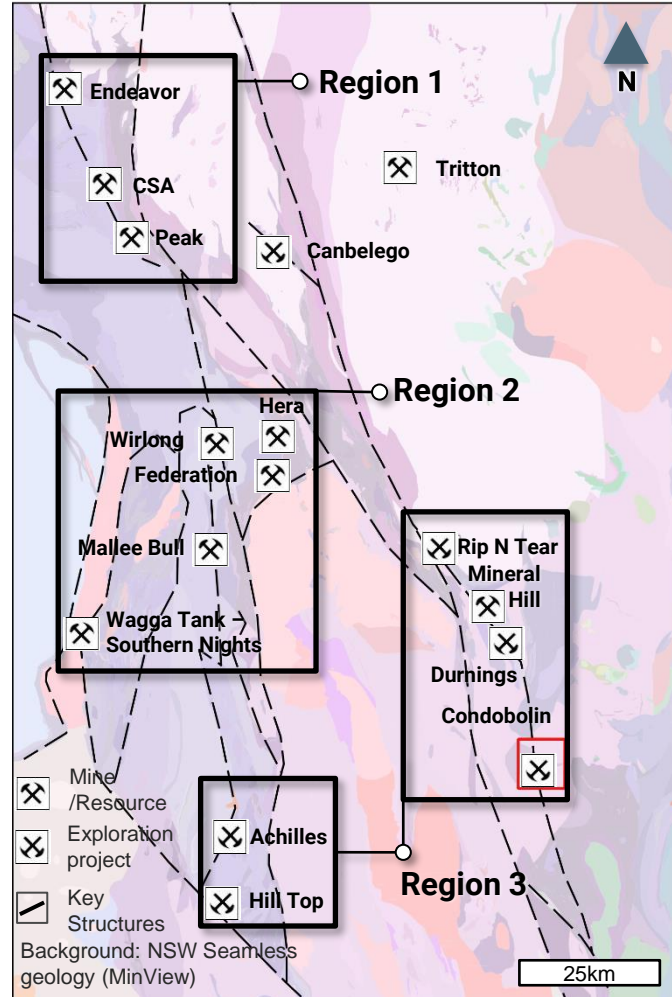 Region 1
N
Endeavor
Tritton
CSA
Peak
Canbelego
Region 2
Hera
Wirlong
Federation
Mallee Bull
Rip N Tear
Mineral
Hill
Wagga Tank –
Southern Nights
Durnings
Condobolin
Mine
/Resource
Exploration
project
Achilles
Region 3
Key
Structures
Hill Top
Background: NSW Seamless
geology (MinView)
25km